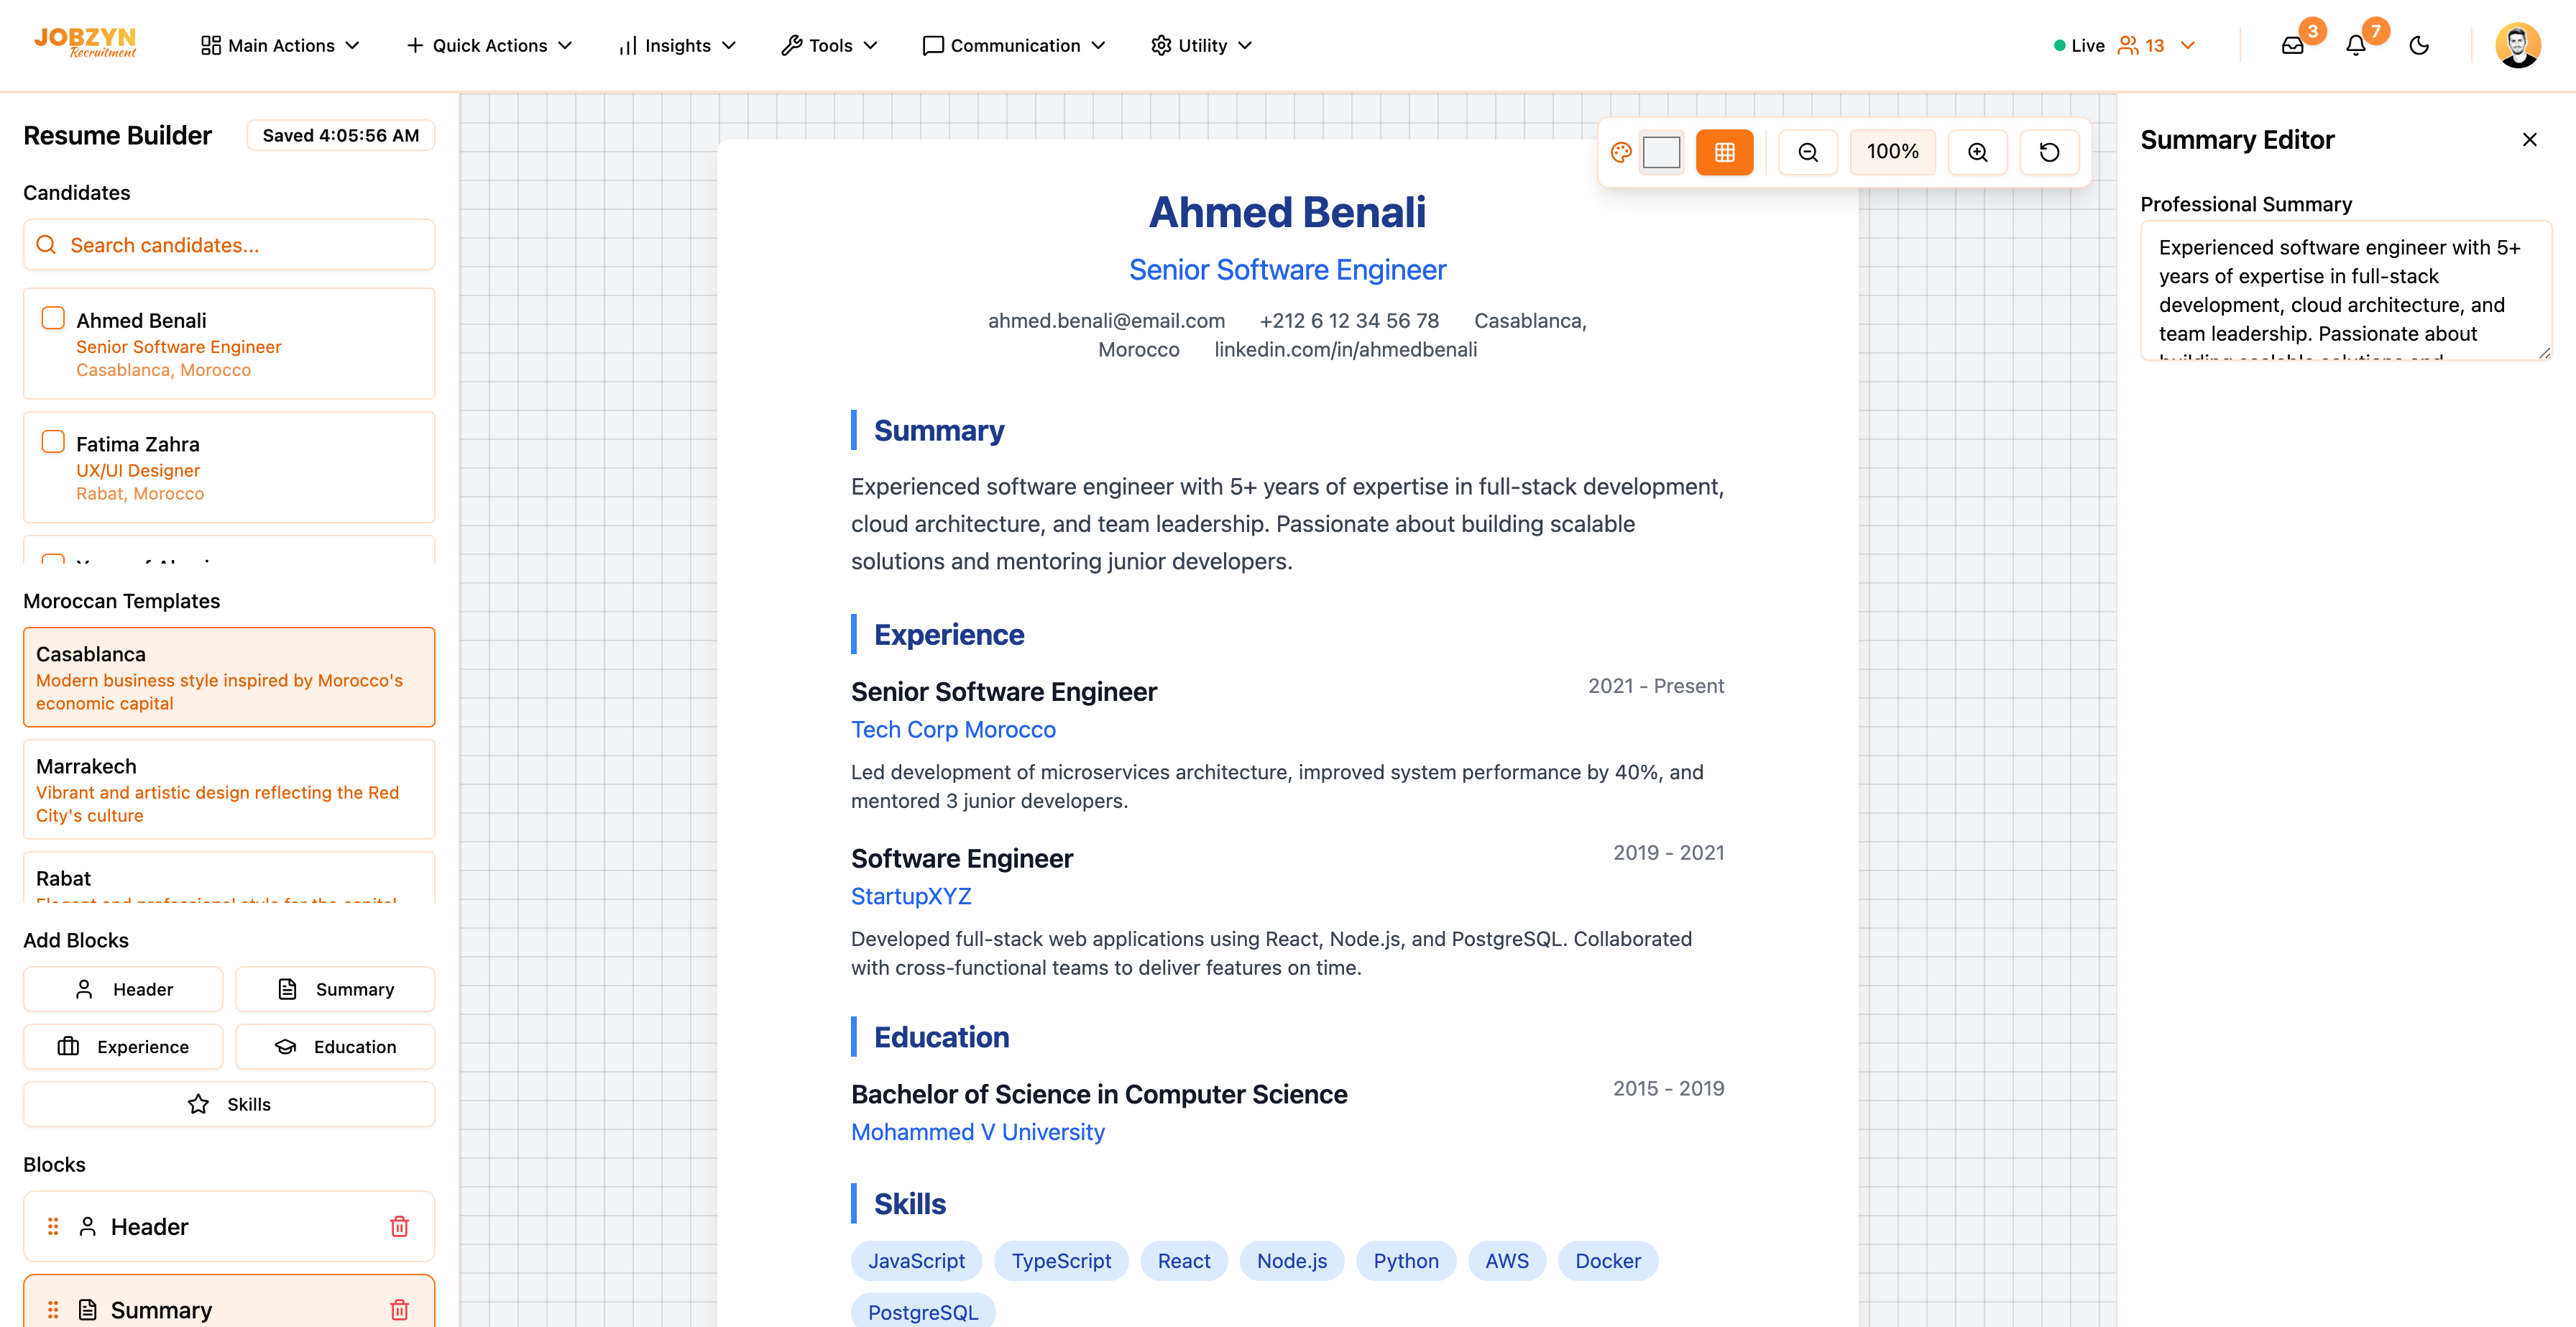 JOBZYN
Recruitment
Main Actions
Quick Actions
Insights
Tools
Communication
Utility
Live
13
3
7
Resume Builder
Saved 4:05:56 AM
Candidates
Search candidates...
Ahmed Benali
Senior Software Engineer
Casablanca, Morocco
Fatima Zahra
UX/UI Designer
Rabat, Morocco
Moroccan Templates
Casablanca
Modern business style inspired by Morocco's
economic capital
Marrakech
Vibrant and artistic design reflecting the Red
City's culture
Rabat
Elegant and professional style for the capital
Add Blocks
Header
Summary
Experience
Education
Skills
Blocks
Header
Summary
100%
Ahmed Benali
Senior Software Engineer
ahmed.benali@email.com +212 6 12 34 56 78 Casablanca,
Morocco linkedin.com/in/ahmedbenali
Summary
Experienced software engineer with 5+ years of expertise in full-stack development,
cloud architecture, and team leadership. Passionate about building scalable
solutions and mentoring junior developers.
Experience
Senior Software Engineer
2021 - Present
Tech Corp Morocco
Led development of microservices architecture, improved system performance by 40%, and
mentored 3 junior developers.
Software Engineer
2019 - 2021
StartupXYZ
Developed full-stack web applications using React, Node.js, and PostgreSQL. Collaborated
with cross-functional teams to deliver features on time.
Education
Bachelor of Science in Computer Science
2015 - 2019
Mohammed V University
Skills
JavaScript
TypeScript
React
Node.js
Python
AWS
Docker
PostgreSQL
Summary Editor
Professional Summary
Experienced software engineer with 5+
years of expertise in full-stack
development, cloud architecture, and
team leadership. Passionate about
building scalable solutions and